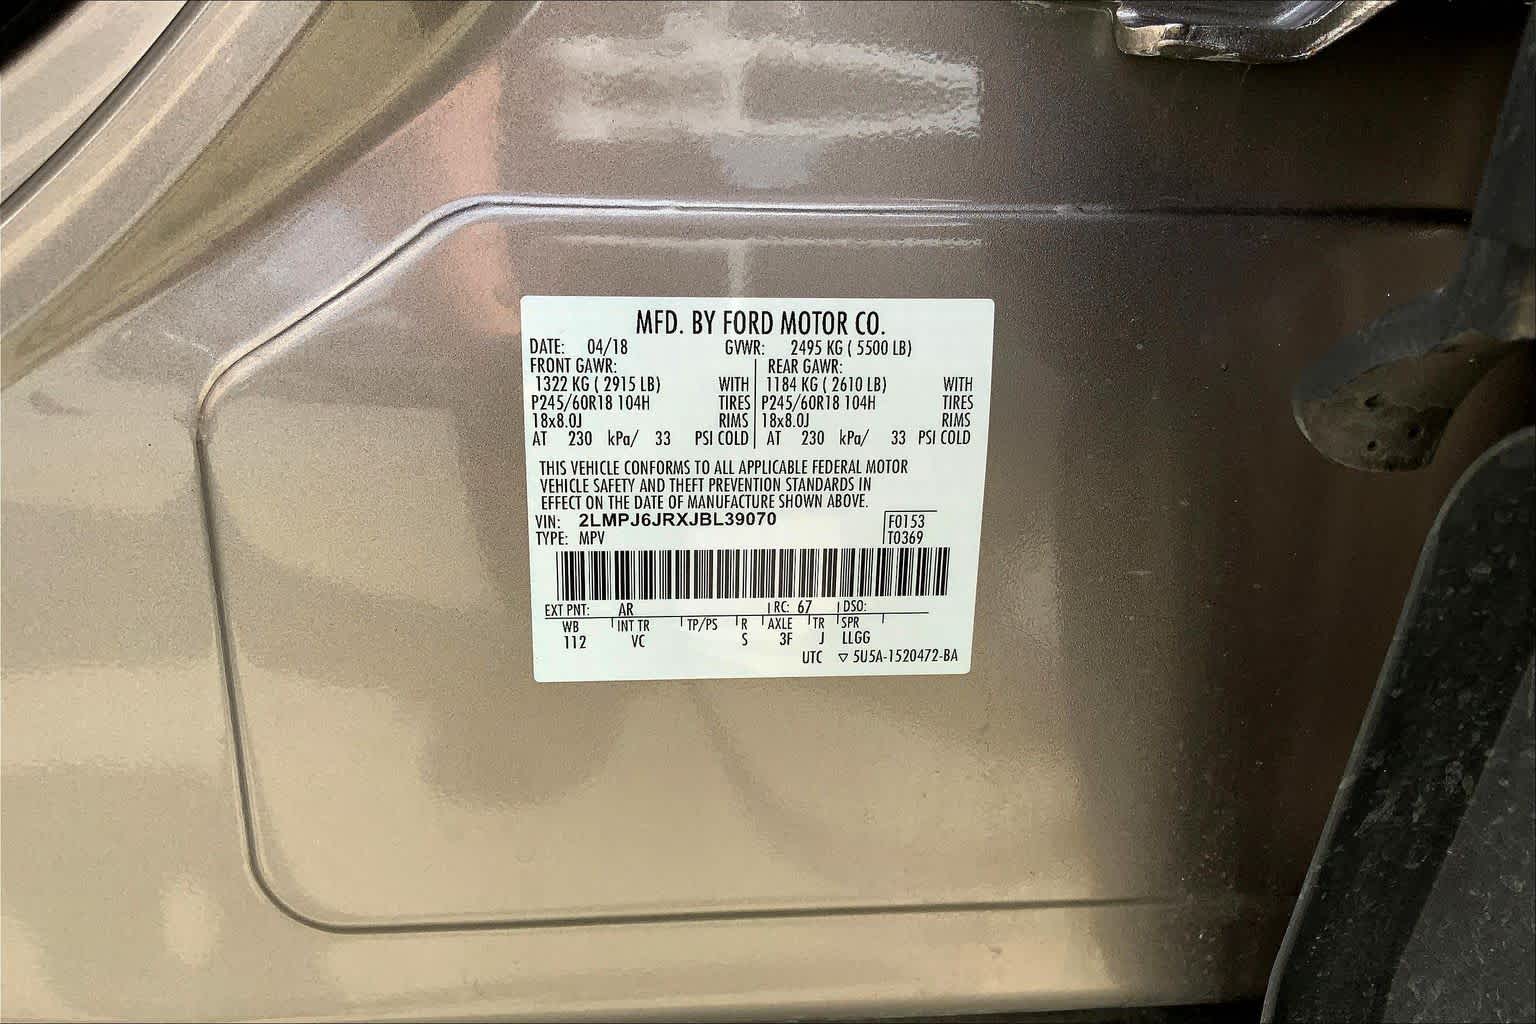 MFD. BY FORD MOTOR CO.
DATE: 04/18 GVWR: 2495 KG ( 5500 LB)
FRONT GAWR: REAR GAWR:
1322 KG ( 2915 LB) WITH 1184 KG ( 2610 LB) WITH
P245/60R18 104H TIRES P245/60R18 104H TIRES
18x8.0J RIMS 18x8.0J RIMS
AT 230 kPa/ 33 PSI COLD AT 230 kPa/ 33 PSI COLD
THIS VEHICLE CONFORMS TO ALL APPLICABLE FEDERAL MOTOR
VEHICLE SAFETY AND THEFT PREVENTION STANDARDS IN
EFFECT ON THE DATE OF MANUFACTURE SHOWN ABOVE.
VIN: 2LMPJ6JRXJBL39070 F0153
TYPE: MPV T0369
EXT PNT: AR RC: 67 DSO:
WB INT TR TP/PS R AXLE TR SPR
112 VC S 3F J LLGG
UTC ▽ 5U5A-1520472-BA